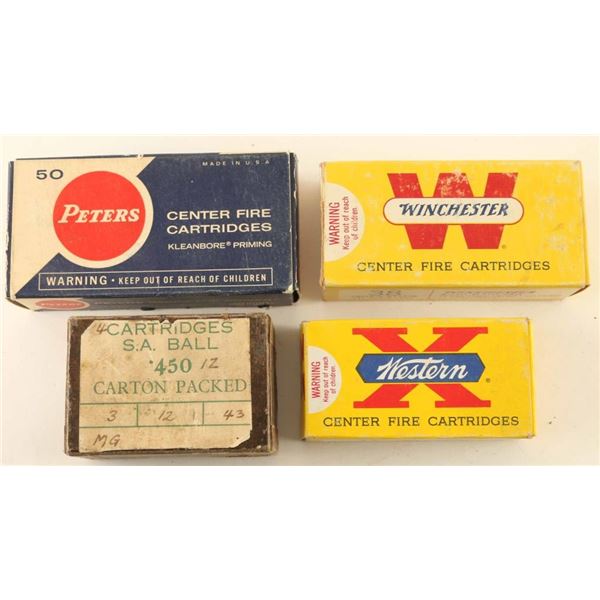 50
MADE IN U.S.A
PETERS
CENTER FIRE
CARTRIDGES
KLEANBORE® PRIMING
WARNING • KEEP OUT OF REACH OF CHILDREN
PETERS
WARNING
Keep out of reach
of children.
W
WINCHESTER
®
CENTER FIRE CARTRIDGES
4 CARTRIDGES
S.A. BALL
.450 12
CARTON PACKED
3 12 43
MG
WARNING
Keep out of reach
of children.
X
Western
®
CENTER FIRE CARTRIDGES